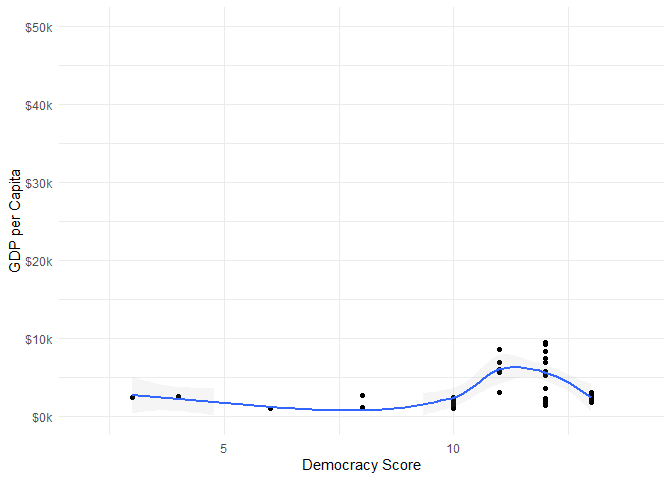 $50k
$40k
$30k
$20k
$10k
$0k
GDP per Capita
5 10
Democracy Score